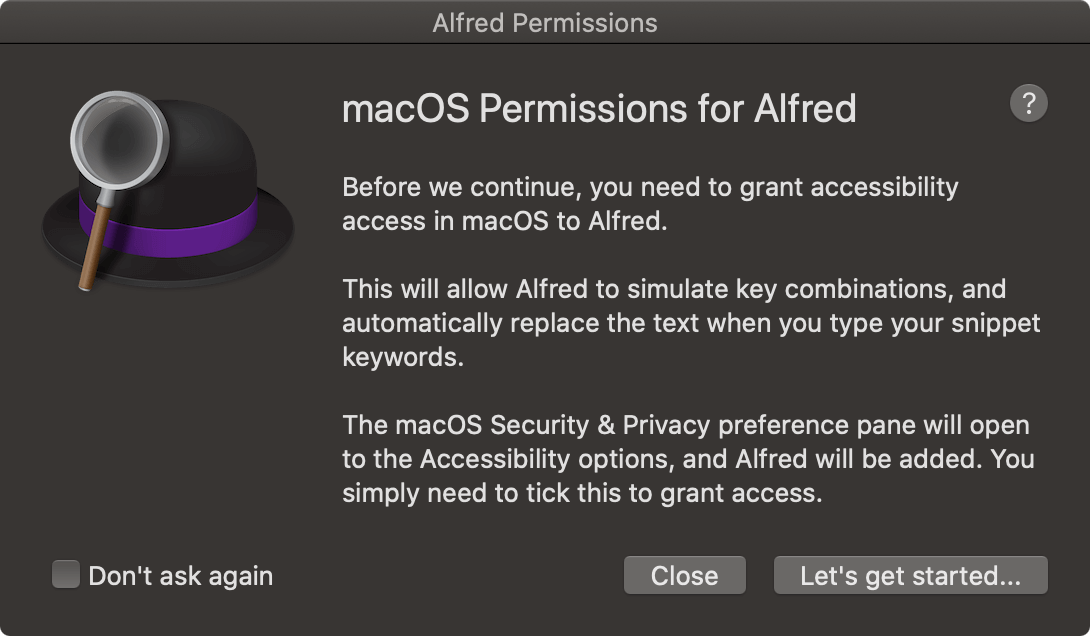 Alfred Permissions
macOS Permissions for Alfred
?
Before we continue, you need to grant accessibility
access in macOS to Alfred.
This will allow Alfred to simulate key combinations, and
automatically replace the text when you type your snippet
keywords.
The macOS Security & Privacy preference pane will open
to the Accessibility options, and Alfred will be added. You
simply need to tick this to grant access.
Don't ask again
Close
Let's get started...